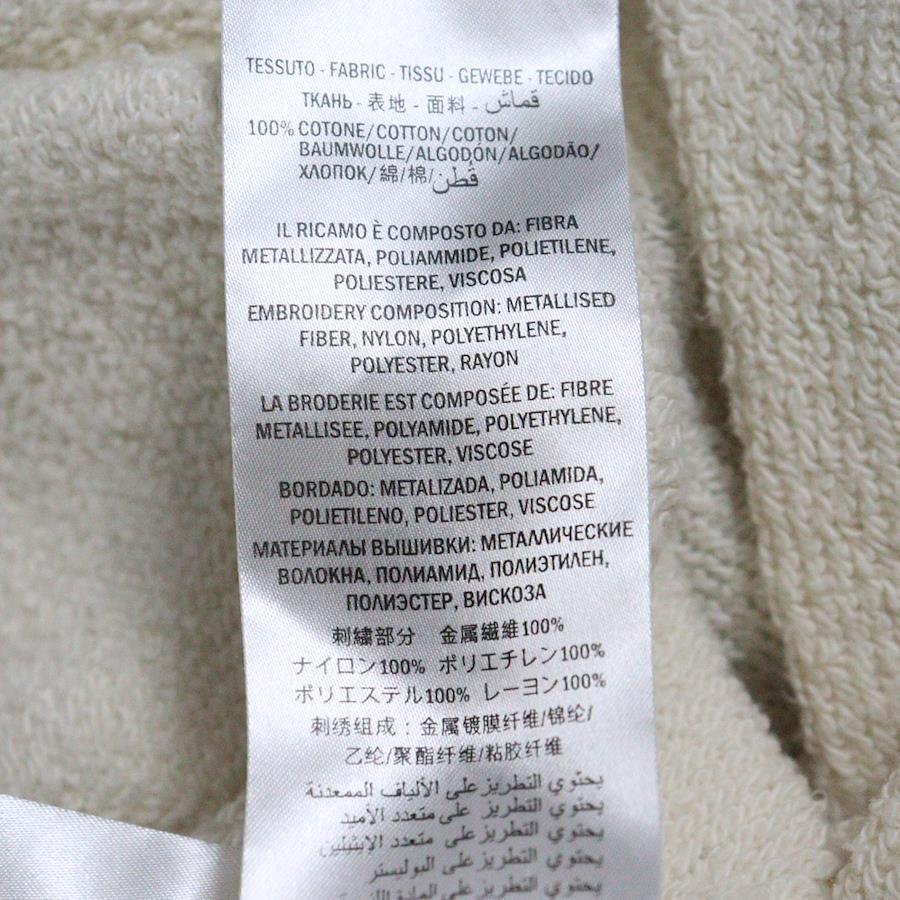 TESSUTO - FABRIC - TISSU - GEWEBE - TECIDO
ТКАНЬ - 表地 - 面料 - قماش
100% COTONE/COTTON/COTON/
BAUMWOLLE/ALGODÓN/ALGODÃO/
ХЛОПОК/綿/棉/قطن
IL RICAMO È COMPOSTO DA: FIBRA
METALLIZZATA, POLIAMMIDE, POLIETILENE,
POLIESTERE, VISCOSA
EMBROIDERY COMPOSITION: METALLISED
FIBER, NYLON, POLYETHYLENE,
POLYESTER, RAYON
LA BRODERIE EST COMPOSÉE DE: FIBRE
METALLISEE, POLYAMIDE, POLYETHYLENE,
POLYESTER, VISCOSE
BORDADO: METALIZADA, POLIAMIDA,
POLIETILENO, POLIESTER, VISCOSE
МАТЕРИАЛЫ ВЫШИВКИ: МЕТАЛЛИЧЕСКИЕ
ВОЛОКНА, ПОЛИАМИД, ПОЛИЭТИЛЕН,
ПОЛИЭСТЕР, ВИСКОЗА
刺繍部分 金属繊維100%
ナイロン100% ポリエチレン100%
ポリエステル100% レーヨン100%
刺绣组成：金属镀膜纤维/锦纶/
乙纶/聚酯纤维/粘胶纤维
يحتوي التطريز على الألياف الممعدنة
يحتوي التطريز على متعدد الأميد
يحتوي التطريز على متعدد الإيثيلين
يحتوي التطريز على البوليستر
يحتوي التطريز على